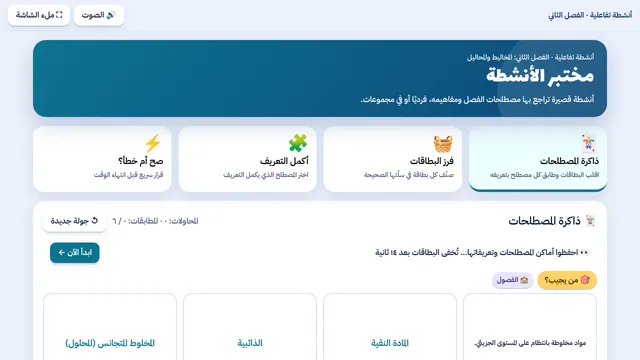 أنشطة تفاعلية · الفصل الثاني
🔊 الصوت
⛶ ملء الشاشة
أنشطة تفاعلية · الفصل الثاني: المخاليط والمحاليل
مختبر الأنشطة
أنشطة قصيرة تراجع بها مصطلحات الفصل ومفاهيمه، فرديًا أو في مجموعات.
ذاكرة المصطلحات
اقلب البطاقات وطابق كل مصطلح بتعريفه
فرز البطاقات
صنّف كل بطاقة في سلّتها الصحيحة
أكمل التعريف
اختر المصطلح الذي يكمل التعريف
صح أم خطأ؟
قرار سريع قبل انتهاء الوقت
🃏 ذاكرة المصطلحات
المحاولات: ٠ · المطابقات: ٠ / ٦
↺ جولة جديدة
👀 احفظوا أماكن المصطلحات وتعريفاتها... تُخفى البطاقات بعد ١٤ ثانية
ابدأ الآن ←
🎯 من يجيب؟
🏫 الفصول
مواد مخلوطة بانتظام على المستوى الجزيئي.
المادة النقية
الذائبية
المخلوط المتجانس (المحلول)